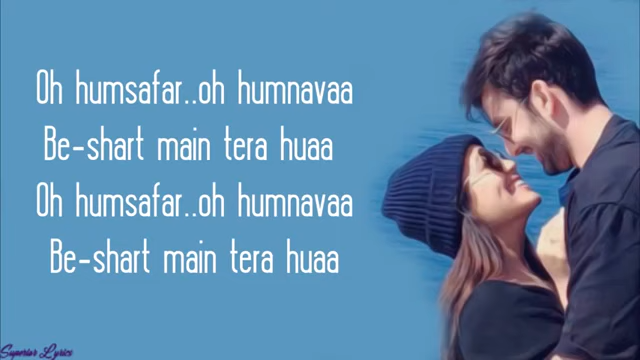 Oh humsafar..oh humnavaa
Be-shart main tera huaa
Oh humsafar..oh humnavaa
Be-shart main tera huaa
Superior Lyrics